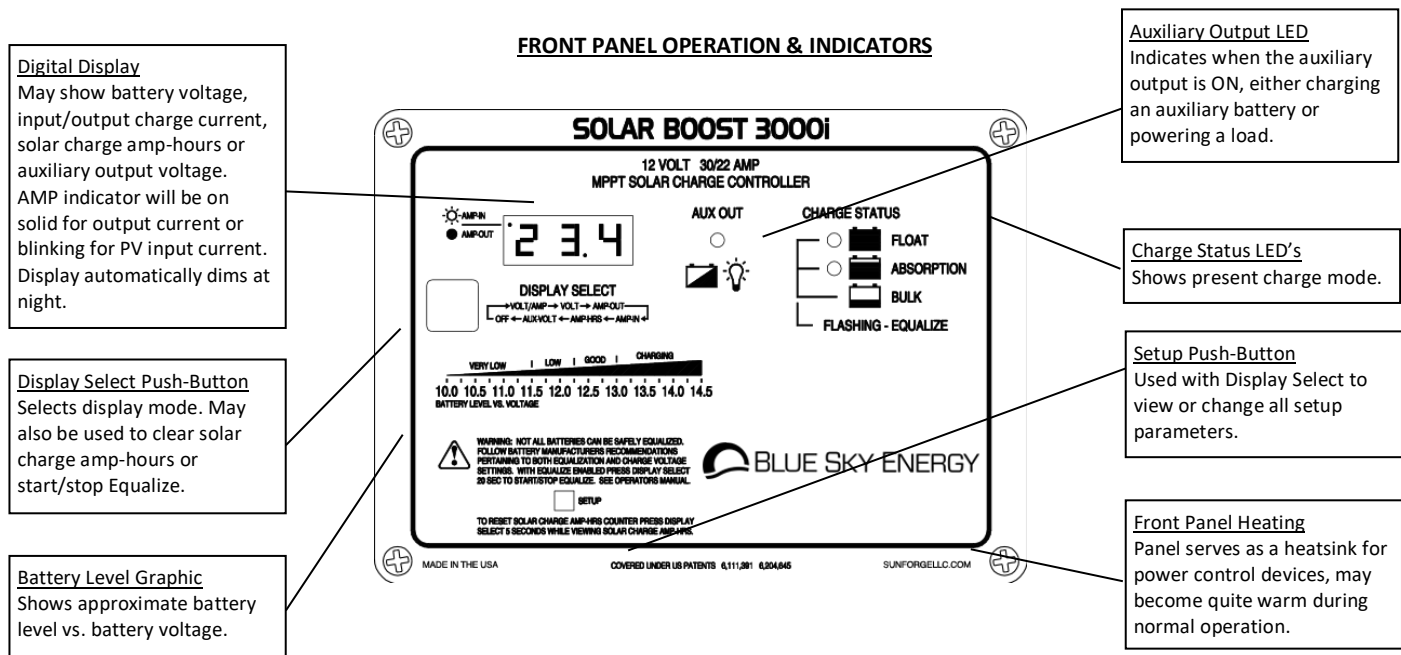 FRONT PANEL OPERATION & INDICATORS
Digital Display
May show battery voltage,
input/output charge current,
solar charge amp-hours or
auxiliary output voltage.
AMP indicator will be on
solid for output current or
blinking for PV input current.
Display automatically dims at
night.
Display Select Push-Button
Selects display mode. May
also be used to clear solar
charge amp-hours or
start/stop Equalize.
Battery Level Graphic
Shows approximate battery
level vs. battery voltage.
SOLAR BOOST 3000i
12 VOLT 30/22 AMP
MPPT SOLAR CHARGE CONTROLLER
AMP-IN
AMP-OUT
23.4
DISPLAY SELECT
VOLT/AMP → VOLT → AMP-OUT
OFF ← AUX-VOLT ← AMP-HRS ← AMP-IN
AUX OUT
CHARGE STATUS
FLOAT
ABSORPTION
BULK
FLASHING - EQUALIZE
VERY LOW | LOW | GOOD | CHARGING
10.0 10.5 11.0 11.5 12.0 12.5 13.0 13.5 14.0 14.5
BATTERY LEVEL VS. VOLTAGE
WARNING: NOT ALL BATTERIES CAN BE SAFELY EQUALIZED.
FOLLOW BATTERY MANUFACTURERS RECOMMENDATIONS
PERTAINING TO BOTH EQUALIZATION AND CHARGE VOLTAGE
SETTINGS. WITH EQUALIZE ENABLED PRESS DISPLAY SELECT
20 SEC TO START/STOP EQUALIZE. SEE OPERATORS MANUAL.
BLUE SKY ENERGY
SETUP
TO RESET SOLAR CHARGE AMP-HRS COUNTER PRESS DISPLAY
SELECT 5 SECONDS WHILE VIEWING SOLAR CHARGE AMP-HRS.
MADE IN THE USA
COVERED UNDER US PATENTS 6,111,391 6,204,645
SUNFORGELLC.COM
Auxiliary Output LED
Indicates when the auxiliary
output is ON, either charging
an auxiliary battery or
powering a load.
Charge Status LED's
Shows present charge mode.
Setup Push-Button
Used with Display Select to
view or change all setup
parameters.
Front Panel Heating
Panel serves as a heatsink for
power control devices, may
become quite warm during
normal operation.